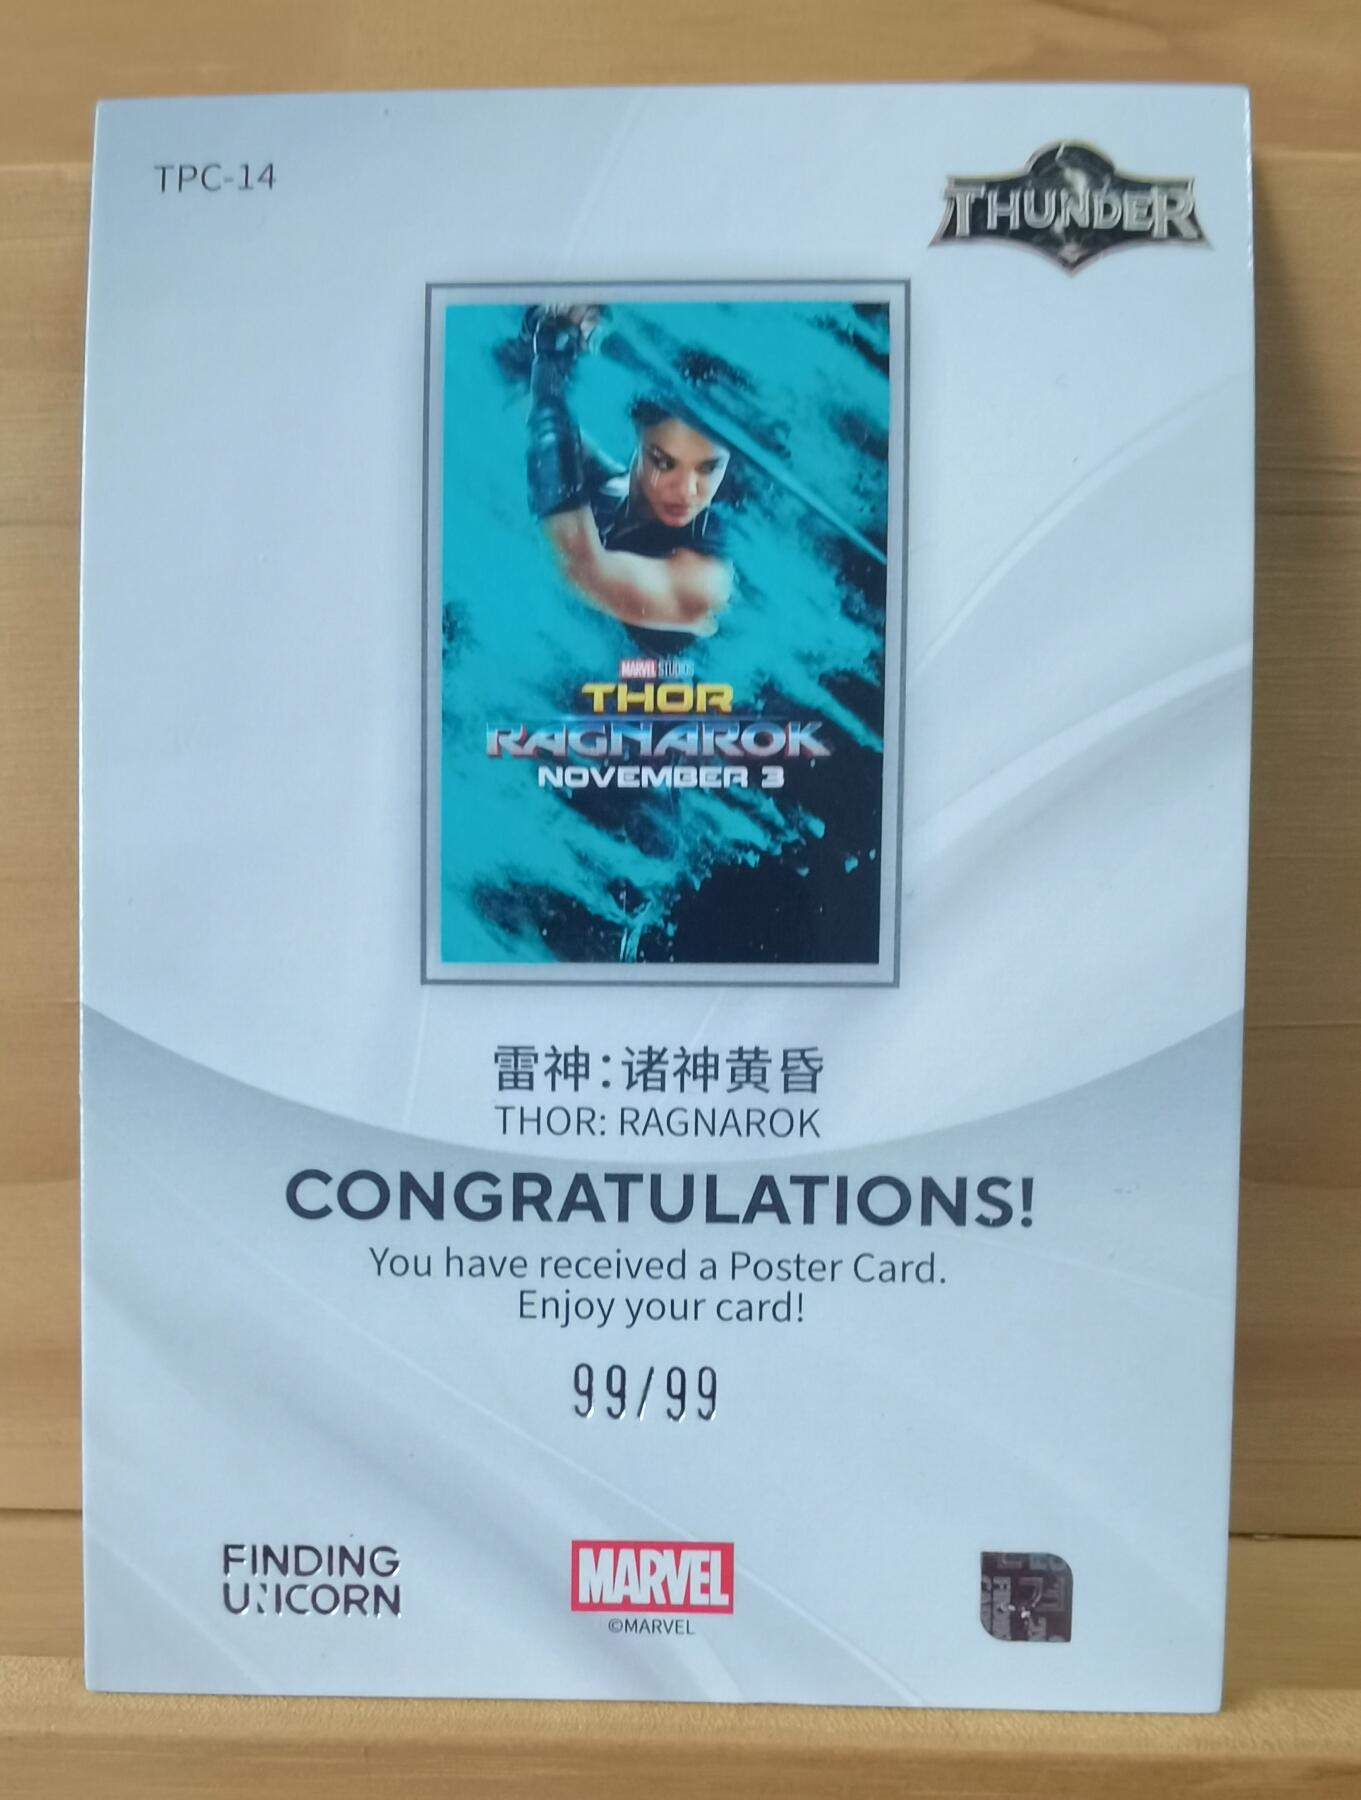 TPC-14
THUNDER
MARVEL STUDIOS
THOR
RAGNAROK
NOVEMBER 3
雷神:诸神黄昏
THOR: RAGNAROK
CONGRATULATIONS!
You have received a Poster Card.
Enjoy your card!
99/99
FINDING
UNICORN
MARVEL
©MARVEL